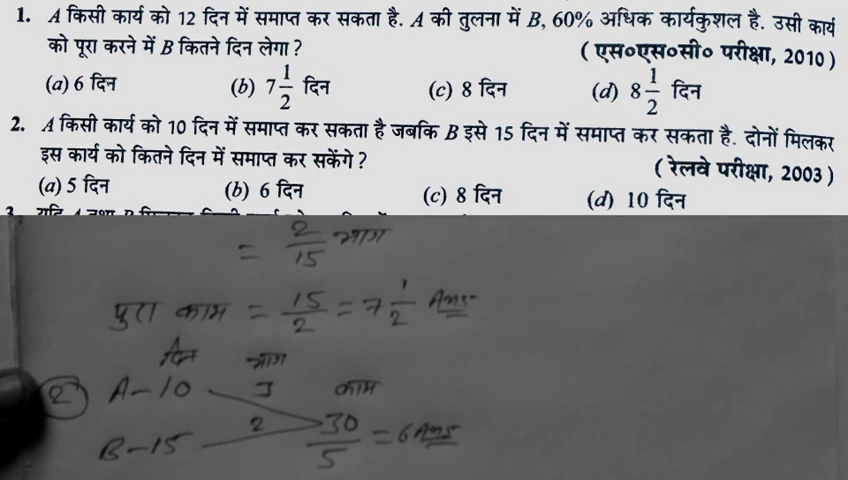 1. A किसी कार्य को 12 दिन में समाप्त कर सकता है. A की तुलना में B, 60% अधिक कार्यकुशल है. उसी कार्य
को पूरा करने में B कितने दिन लेगा ? ( एस०एस०सी० परीक्षा, 2010 )
(a) 6 दिन (b) 7 1/2 दिन (c) 8 दिन (d) 8 1/2 दिन
2. A किसी कार्य को 10 दिन में समाप्त कर सकता है जबकि B इसे 15 दिन में समाप्त कर सकता है. दोनों मिलकर
इस कार्य को कितने दिन में समाप्त कर सकेंगे ? ( रेलवे परीक्षा, 2003 )
(a) 5 दिन (b) 6 दिन (c) 8 दिन (d) 10 दिन
= 2/15 भाग
पुरा काम = 15/2 = 7 1/2 Ans
दिन भाग
2 A-10 3 काम
B-15 2 30/5 = 6 Ans